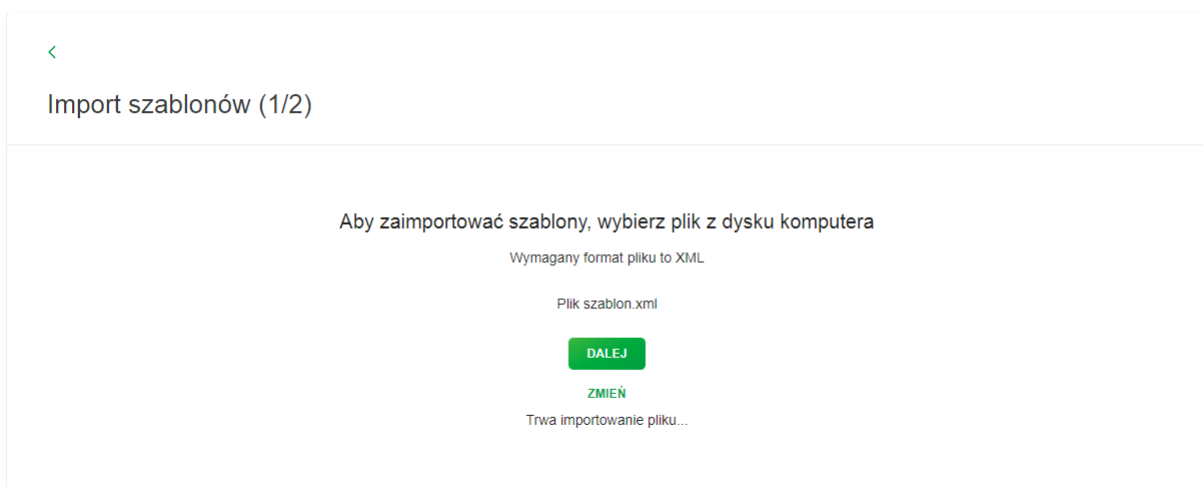 Import szablonów (1/2)
Aby zaimportować szablony, wybierz plik z dysku komputera
Wymagany format pliku to XML
Plik szablon.xml
DALEJ
ZMIEŃ
Trwa importowanie pliku...